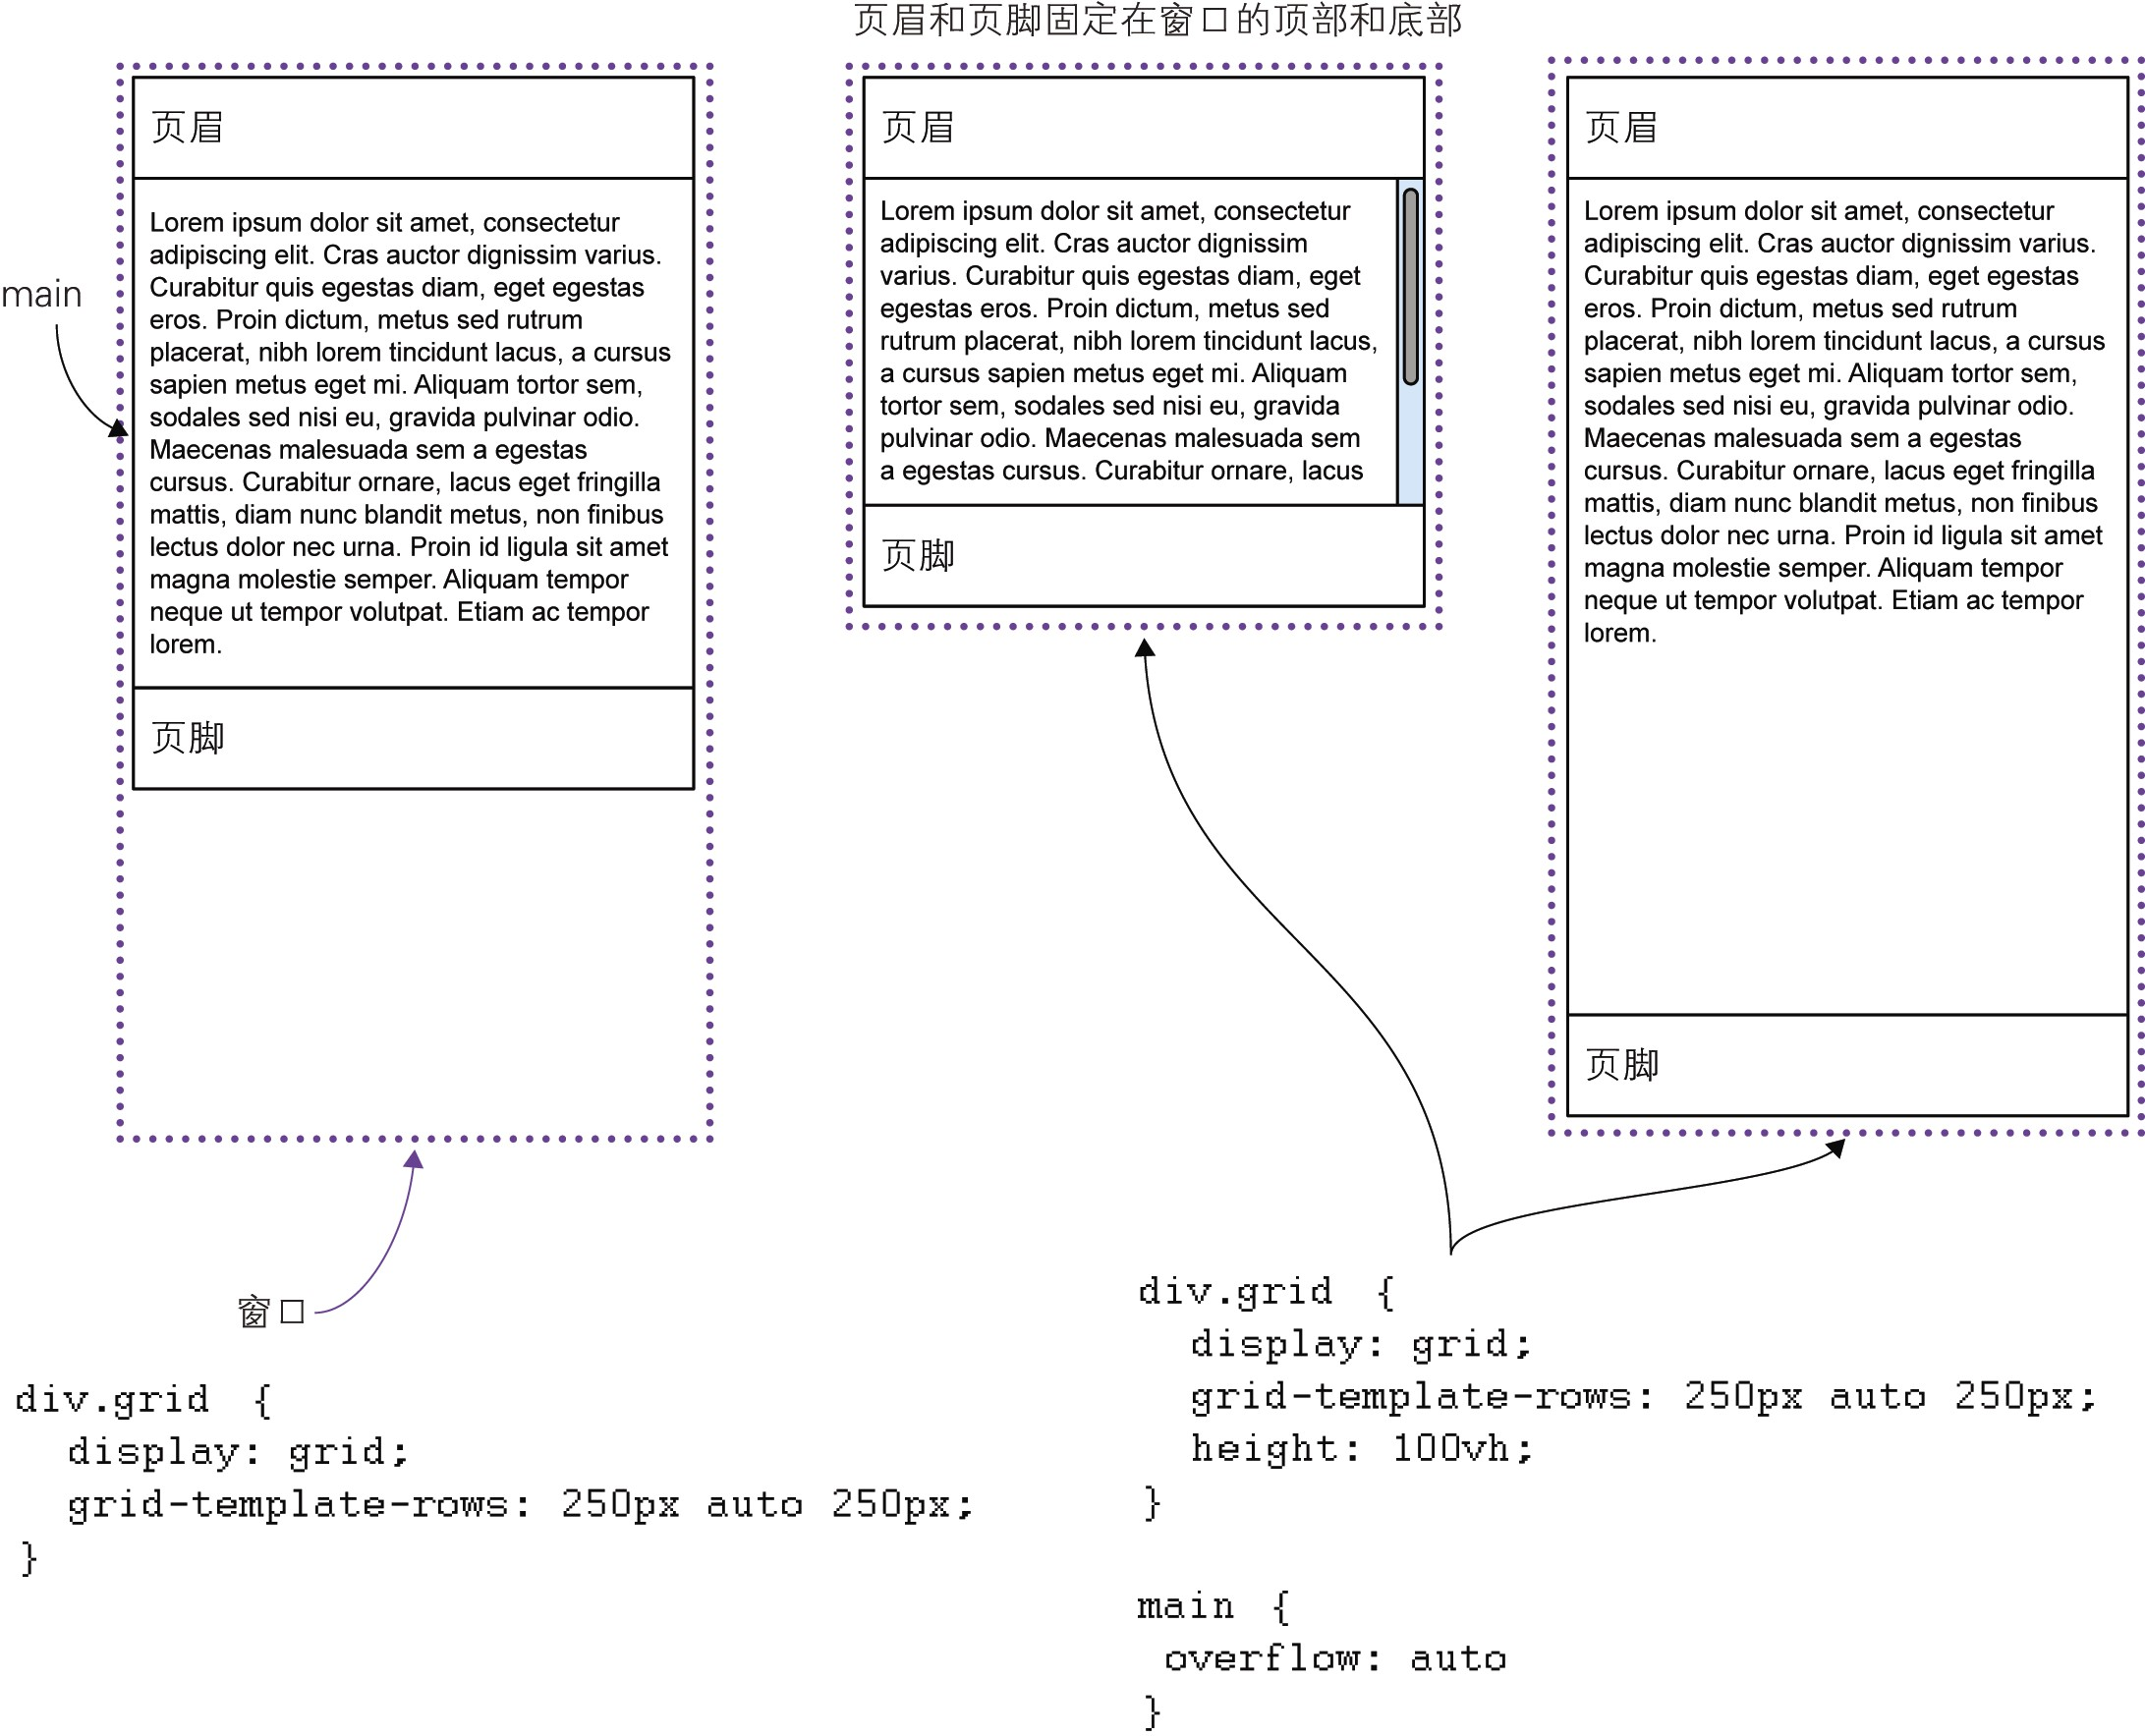 页眉和页脚固定在窗口的顶部和底部
页眉
Lorem ipsum dolor sit amet, consectetur
adipiscing elit. Cras auctor dignissim varius.
Curabitur quis egestas diam, eget egestas
eros. Proin dictum, metus sed rutrum
placerat, nibh lorem tincidunt lacus, a cursus
sapien metus eget mi. Aliquam tortor sem,
sodales sed nisi eu, gravida pulvinar odio.
Maecenas malesuada sem a egestas
cursus. Curabitur ornare, lacus eget fringilla
mattis, diam nunc blandit metus, non finibus
lectus dolor nec urna. Proin id ligula sit amet
magna molestie semper. Aliquam tempor
neque ut tempor volutpat. Etiam ac tempor
lorem.
页脚
main
窗口
div.grid {
  display: grid;
  grid-template-rows: 250px auto 250px;
}
页眉
Lorem ipsum dolor sit amet, consectetur
adipiscing elit. Cras auctor dignissim
varius. Curabitur quis egestas diam, eget
egestas eros. Proin dictum, metus sed
rutrum placerat, nibh lorem tincidunt lacus,
a cursus sapien metus eget mi. Aliquam
tortor sem, sodales sed nisi eu, gravida
pulvinar odio. Maecenas malesuada sem
a egestas cursus. Curabitur ornare, lacus
页脚
页眉
Lorem ipsum dolor sit amet, consectetur
adipiscing elit. Cras auctor dignissim varius.
Curabitur quis egestas diam, eget egestas
eros. Proin dictum, metus sed rutrum
placerat, nibh lorem tincidunt lacus, a cursus
sapien metus eget mi. Aliquam tortor sem,
sodales sed nisi eu, gravida pulvinar odio.
Maecenas malesuada sem a egestas
cursus. Curabitur ornare, lacus eget fringilla
mattis, diam nunc blandit metus, non finibus
lectus dolor nec urna. Proin id ligula sit amet
magna molestie semper. Aliquam tempor
neque ut tempor volutpat. Etiam ac tempor
lorem.
页脚
div.grid {
  display: grid;
  grid-template-rows: 250px auto 250px;
  height: 100vh;
}
main {
 overflow: auto
}